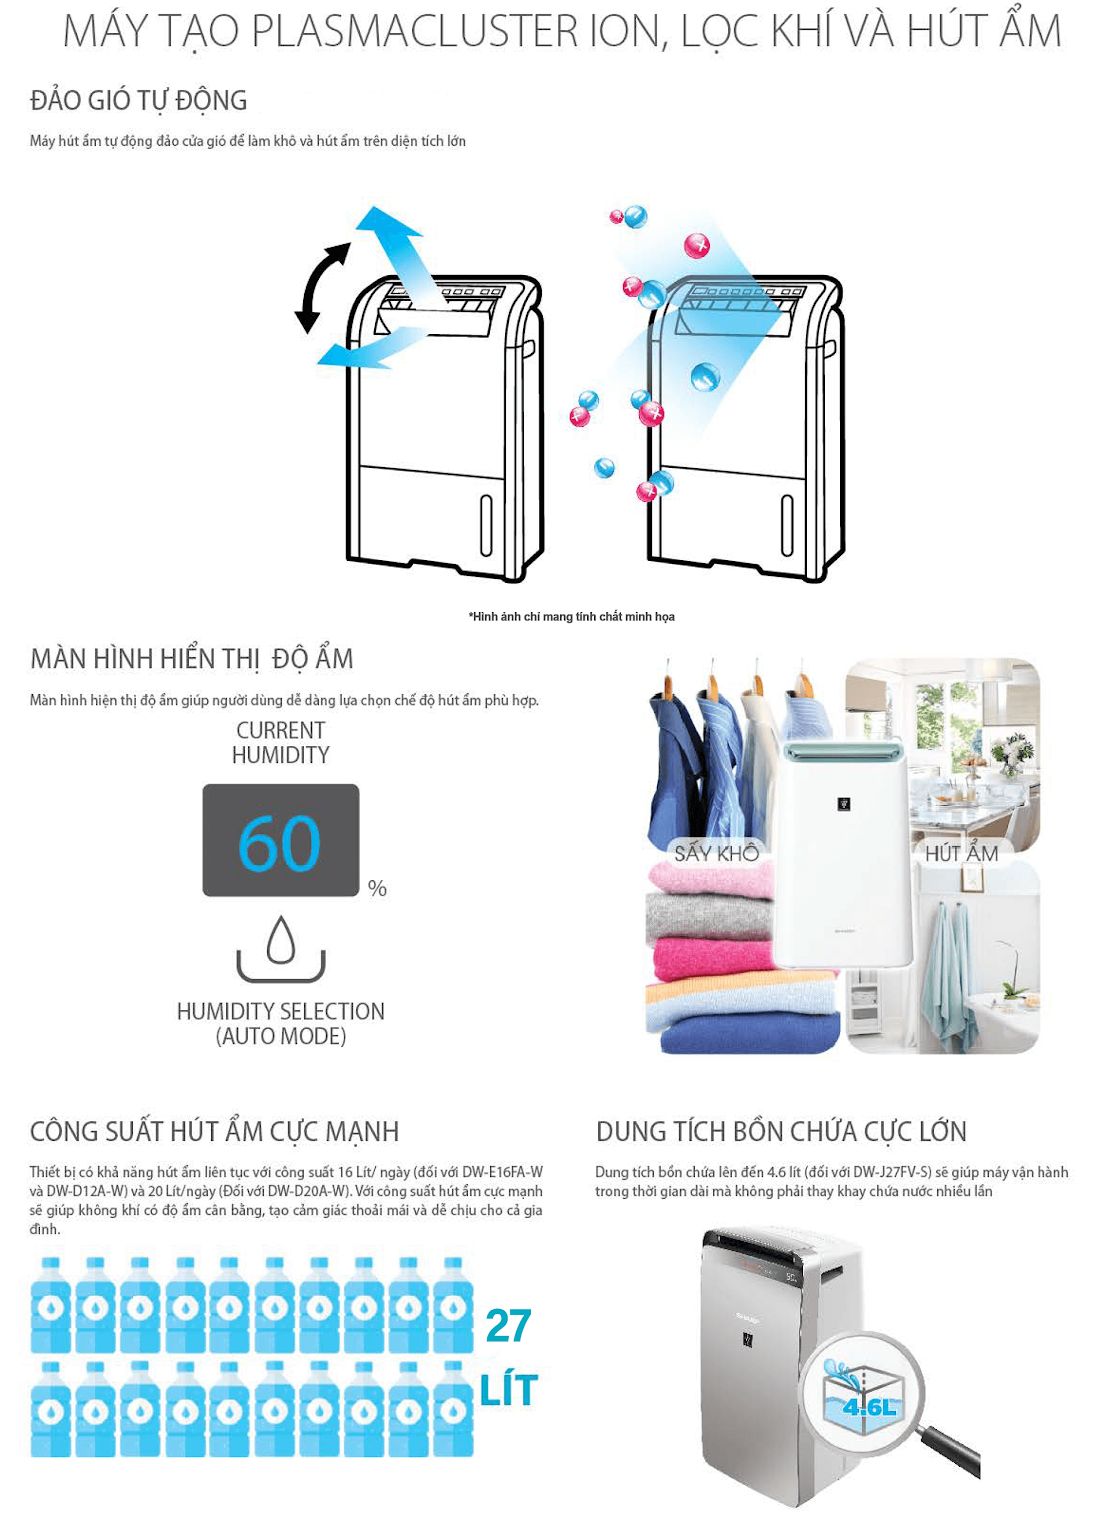 MÁY TẠO PLASMACLUSTER ION, LỌC KHÍ VÀ HÚT ẨM
ĐẢO GIÓ TỰ ĐỘNG
Máy hút ẩm tự động đảo cửa gió để làm khô và hút ẩm trên diện tích lớn
*Hình ảnh chỉ mang tính chất minh họa
MÀN HÌNH HIỂN THỊ ĐỘ ẨM
Màn hình hiện thị độ ẩm giúp người dùng dễ dàng lựa chọn chế độ hút ẩm phù hợp.
CURRENT
HUMIDITY
60
%
HUMIDITY SELECTION
(AUTO MODE)
SẤY KHÔ
HÚT ẨM
SHARP
CÔNG SUẤT HÚT ẨM CỰC MẠNH
Thiết bị có khả năng hút ẩm liên tục với công suất 16 Lít/ ngày (đối với DW-E16FA-W
và DW-D12A-W) và 20 Lít/ngày (Đối với DW-D20A-W). Với công suất hút ẩm cực mạnh
sẽ giúp không khí có độ ẩm cân bằng, tạo cảm giác thoải mái và dễ chịu cho cả gia
đình.
27
LÍT
DUNG TÍCH BỒN CHỨA CỰC LỚN
Dung tích bồn chứa lên đến 4.6 lít (đối với DW-J27FV-S) sẽ giúp máy vận hành
trong thời gian dài mà không phải thay khay chứa nước nhiều lần
SHARP
4.6L